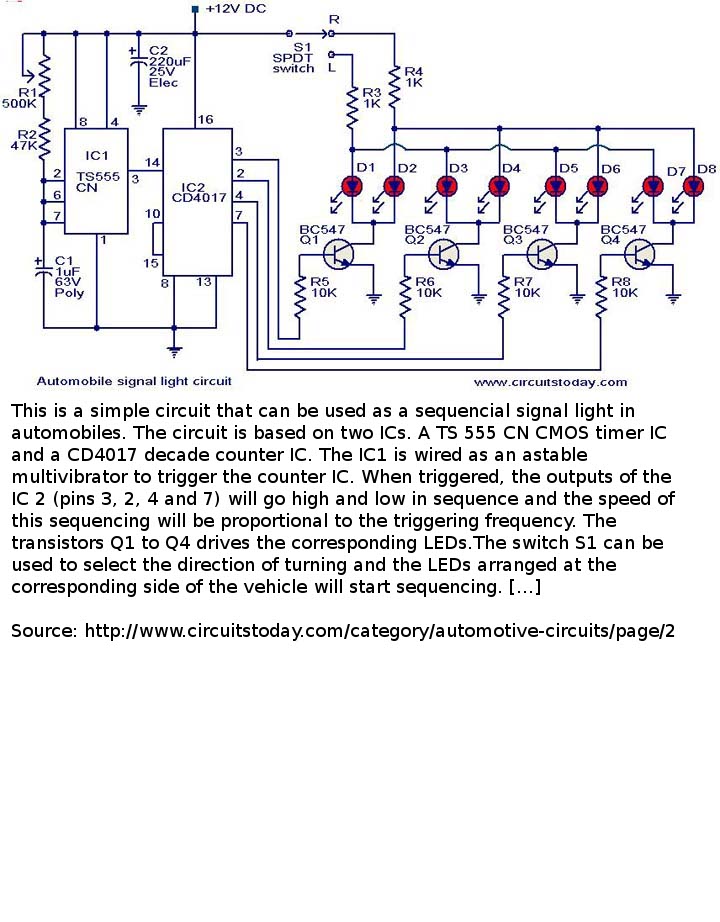 +12V DC
R
S1
SPDT
switch
L
C2
220uF
25V
Elec
R1
500K
R2
47K
R3
1K
R4
1K
8
4
16
IC1
TS555
CN
2
6
7
3
1
14
IC2
CD4017
3
2
4
7
10
15
8
13
C1
1uF
63V
Poly
D1
D2
D3
D4
D5
D6
D7
D8
BC547
Q1
BC547
Q2
BC547
Q3
BC547
Q4
R5
10K
R6
10K
R7
10K
R8
10K
Automobile signal light circuit
www.circuitstoday.com
This is a simple circuit that can be used as a sequencial signal light in
automobiles. The circuit is based on two ICs. A TS 555 CN CMOS timer IC
and a CD4017 decade counter IC. The IC1 is wired as an astable
multivibrator to trigger the counter IC. When triggered, the outputs of the
IC 2 (pins 3, 2, 4 and 7) will go high and low in sequence and the speed of
this sequencing will be proportional to the triggering frequency. The
transistors Q1 to Q4 drives the corresponding LEDs.The switch S1 can be
used to select the direction of turning and the LEDs arranged at the
corresponding side of the vehicle will start sequencing. [...]
Source: http://www.circuitstoday.com/category/automotive-circuits/page/2